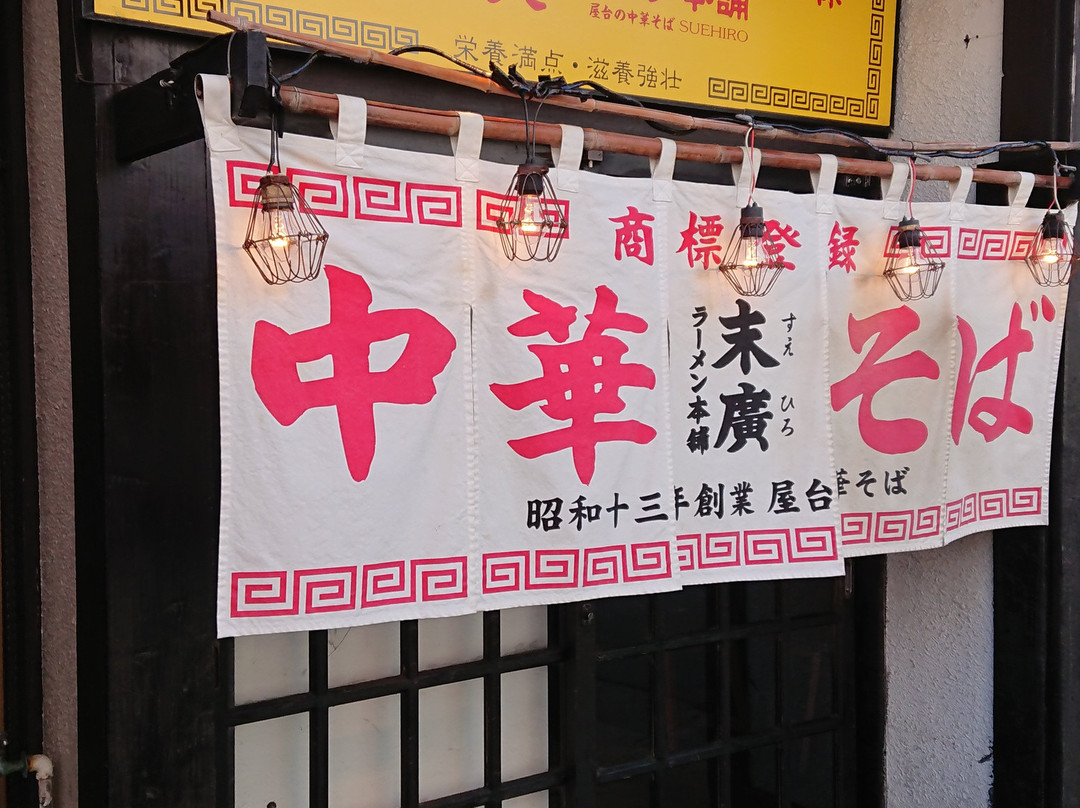 屋台の中華そば SUEHIRO
栄養満点・滋養強壮
商標登録
中華そば
末廣
すえひろ
ラーメン本舗
昭和十三年創業 屋台
華そば